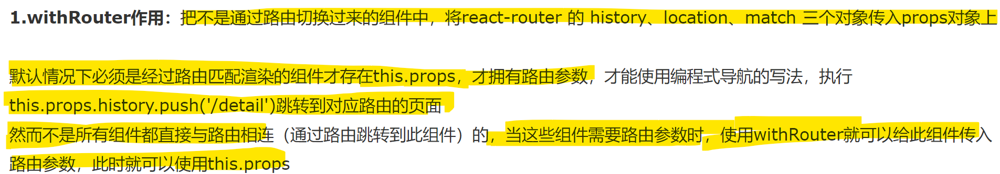 1.withRouter作用：把不是通过路由切换过来的组件中，将react-router 的 history、location、match 三个对象传入props对象上
默认情况下必须是经过路由匹配渲染的组件才存在this.props，才拥有路由参数，才能使用编程式导航的写法，执行
this.props.history.push('/detail')跳转到对应路由的页面
然而不是所有组件都直接与路由相连（通过路由跳转到此组件）的，当这些组件需要路由参数时，使用withRouter就可以给此组件传入
路由参数，此时就可以使用this.props